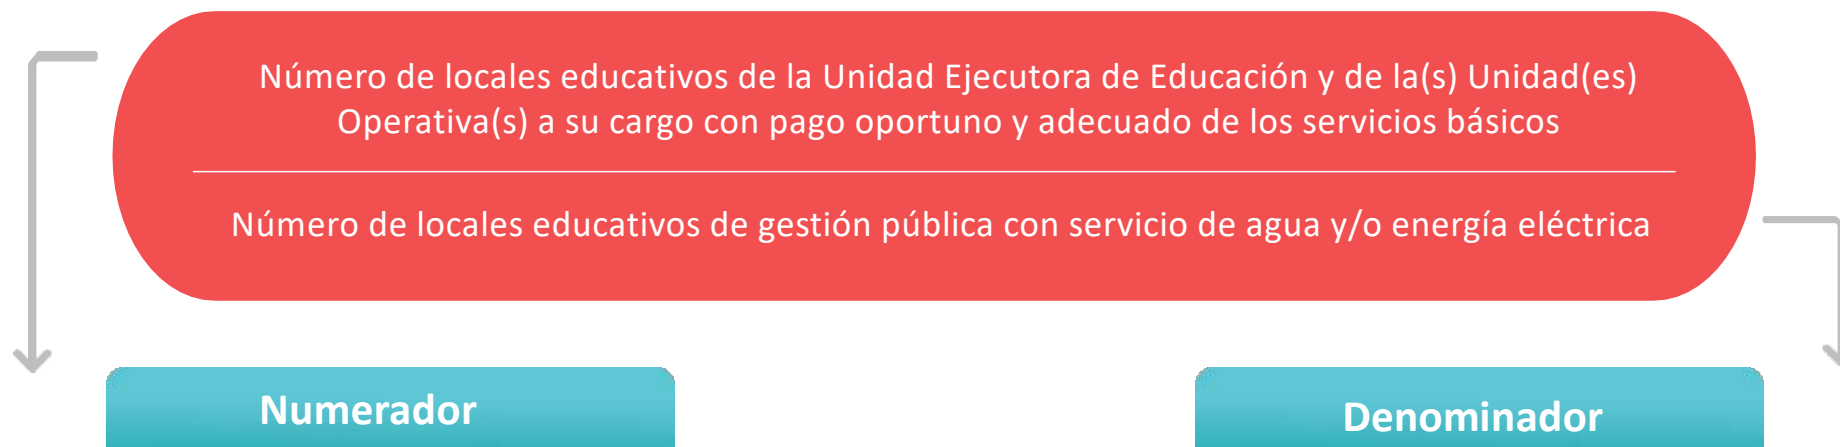 Número de locales educativos de la Unidad Ejecutora de Educación y de la(s) Unidad(es)
Operativa(s) a su cargo con pago oportuno y adecuado de los servicios básicos
Número de locales educativos de gestión pública con servicio de agua y/o energía eléctrica
Numerador
Denominador